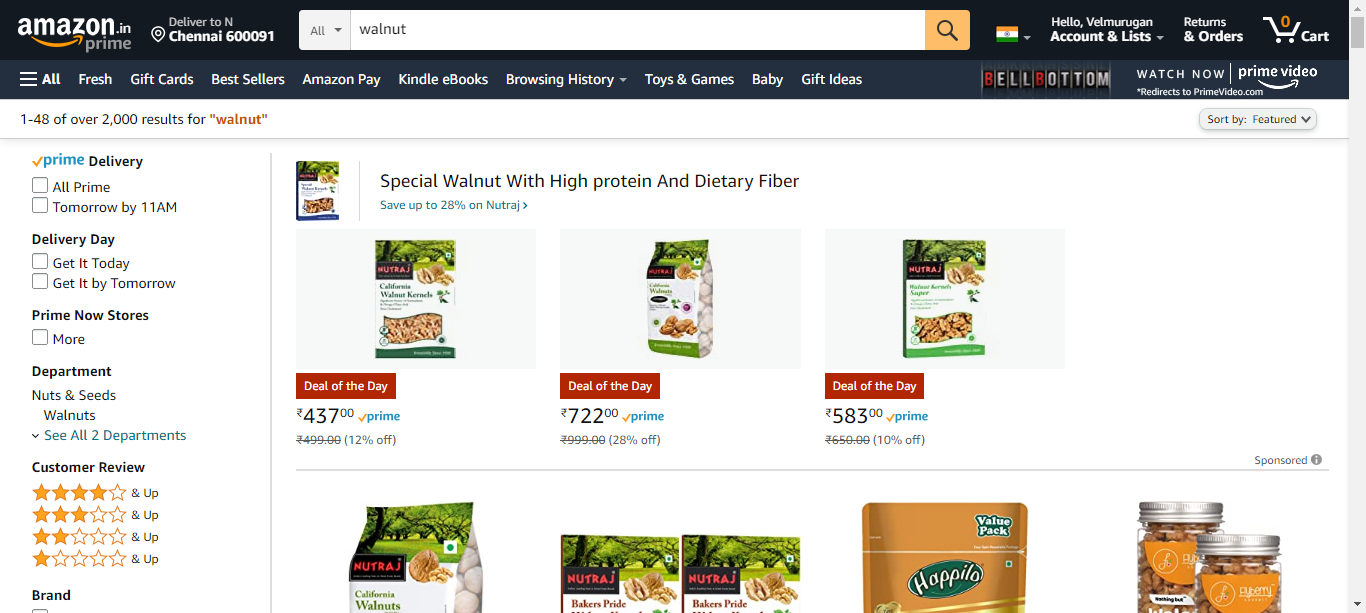 amazon.in
prime
Deliver to N
Chennai 600091
All
walnut
Hello, Velmurugan
Account & Lists
Returns
& Orders
0
Cart
All
Fresh
Gift Cards
Best Sellers
Amazon Pay
Kindle eBooks
Browsing History
Toys & Games
Baby
Gift Ideas
BELLBOTTOM
WATCH NOW
prime video
*Redirects to PrimeVideo.com
1-48 of over 2,000 results for "walnut"
Sort by: Featured
prime Delivery
All Prime
Tomorrow by 11AM
Delivery Day
Get It Today
Get It by Tomorrow
Prime Now Stores
More
Department
Nuts & Seeds
Walnuts
See All 2 Departments
Customer Review
& Up
& Up
& Up
& Up
Brand
Special Walnut With High protein And Dietary Fiber
Save up to 28% on Nutraj ›
NUTRAJ
California
Walnut Kernels
Deal of the Day
₹43700 prime
₹499.00 (12% off)
NUTRAJ
California
Walnuts
Deal of the Day
₹72200 prime
₹999.00 (28% off)
NUTRAJ
Walnut Kernels
Super
Deal of the Day
₹58300 prime
₹650.00 (10% off)
Sponsored
NUTRAJ
California
Walnuts
NUTRAJ
Bakers Pride
NUTRAJ
Bakers Pride
Value
Pack
Happilo
flyberry
Nothing but